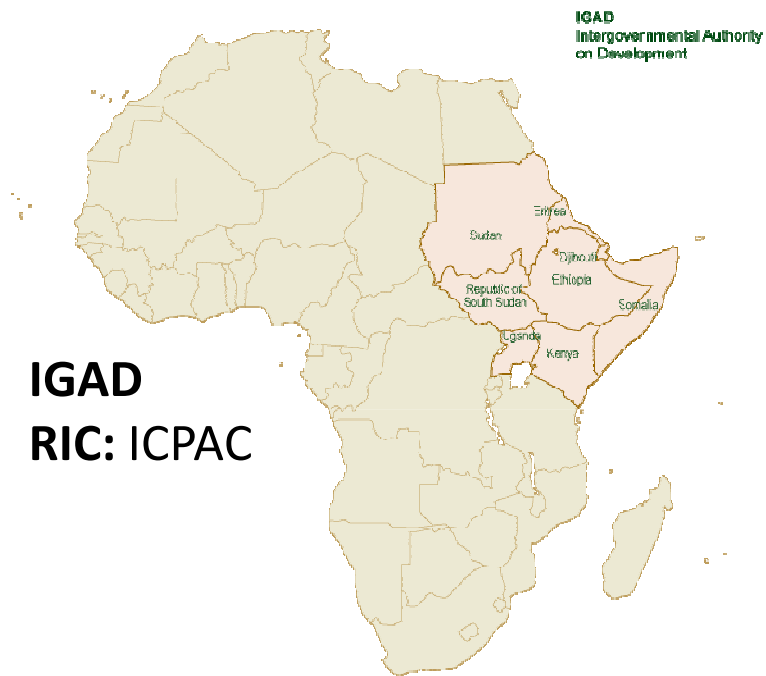 IGAD
Intergovernmental Authority
on Development
Eritrea
Sudan
Djibouti
Ethiopia
Republic of
South Sudan
Somalia
Uganda
Kenya
IGAD
RIC: ICPAC